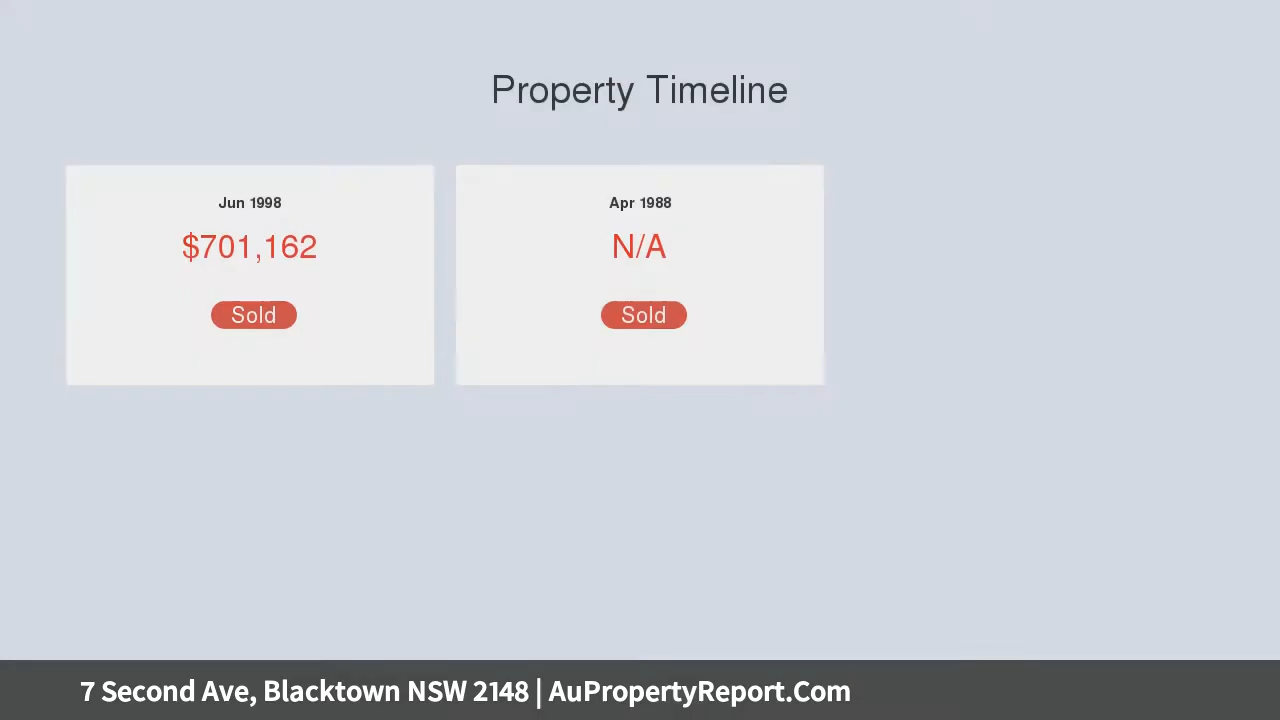 Property Timeline
Jun 1998
$701,162
Sold
Apr 1988
N/A
Sold
7 Second Ave, Blacktown NSW 2148 | AuPropertyReport.Com